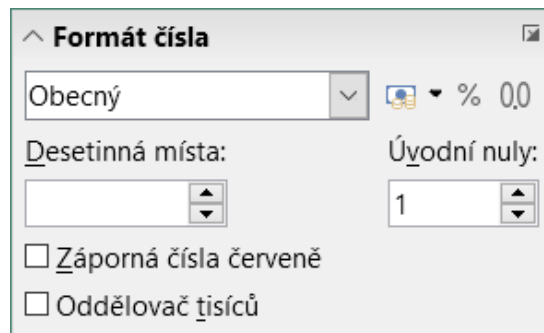 Formát čísla
Obecný % 0,0
Desetinná místa: Úvodní nuly:
1
Záporná čísla červeně
Oddělovač tisíců